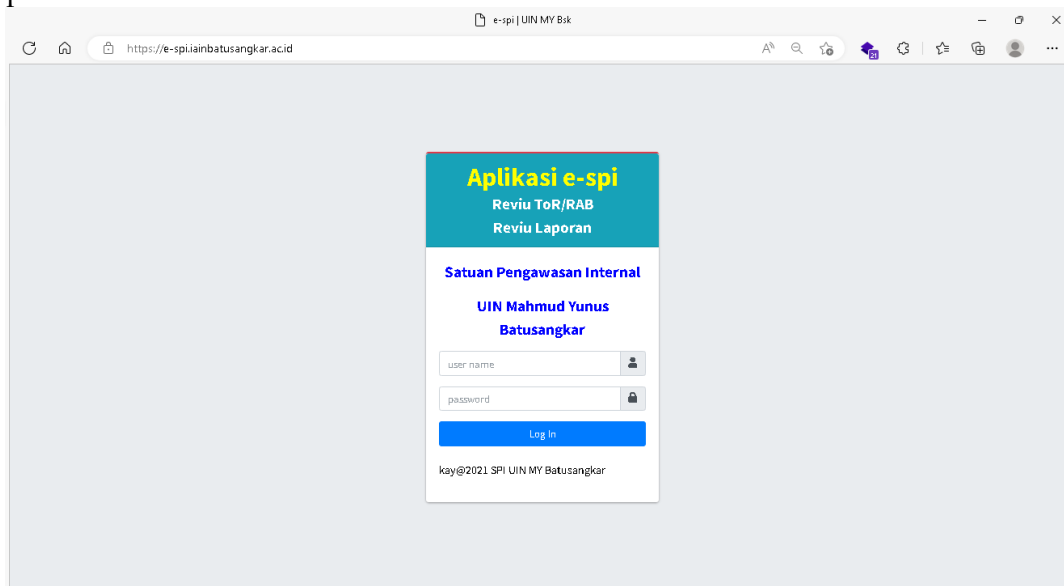 e-spi | UIN MY Bsk
https://e-spi.iainbatusangkar.ac.id
21
Aplikasi e-spi
Reviu ToR/RAB
Reviu Laporan
Satuan Pengawasan Internal
UIN Mahmud Yunus
Batusangkar
user name
password
Log In
kay@2021 SPI UIN MY Batusangkar